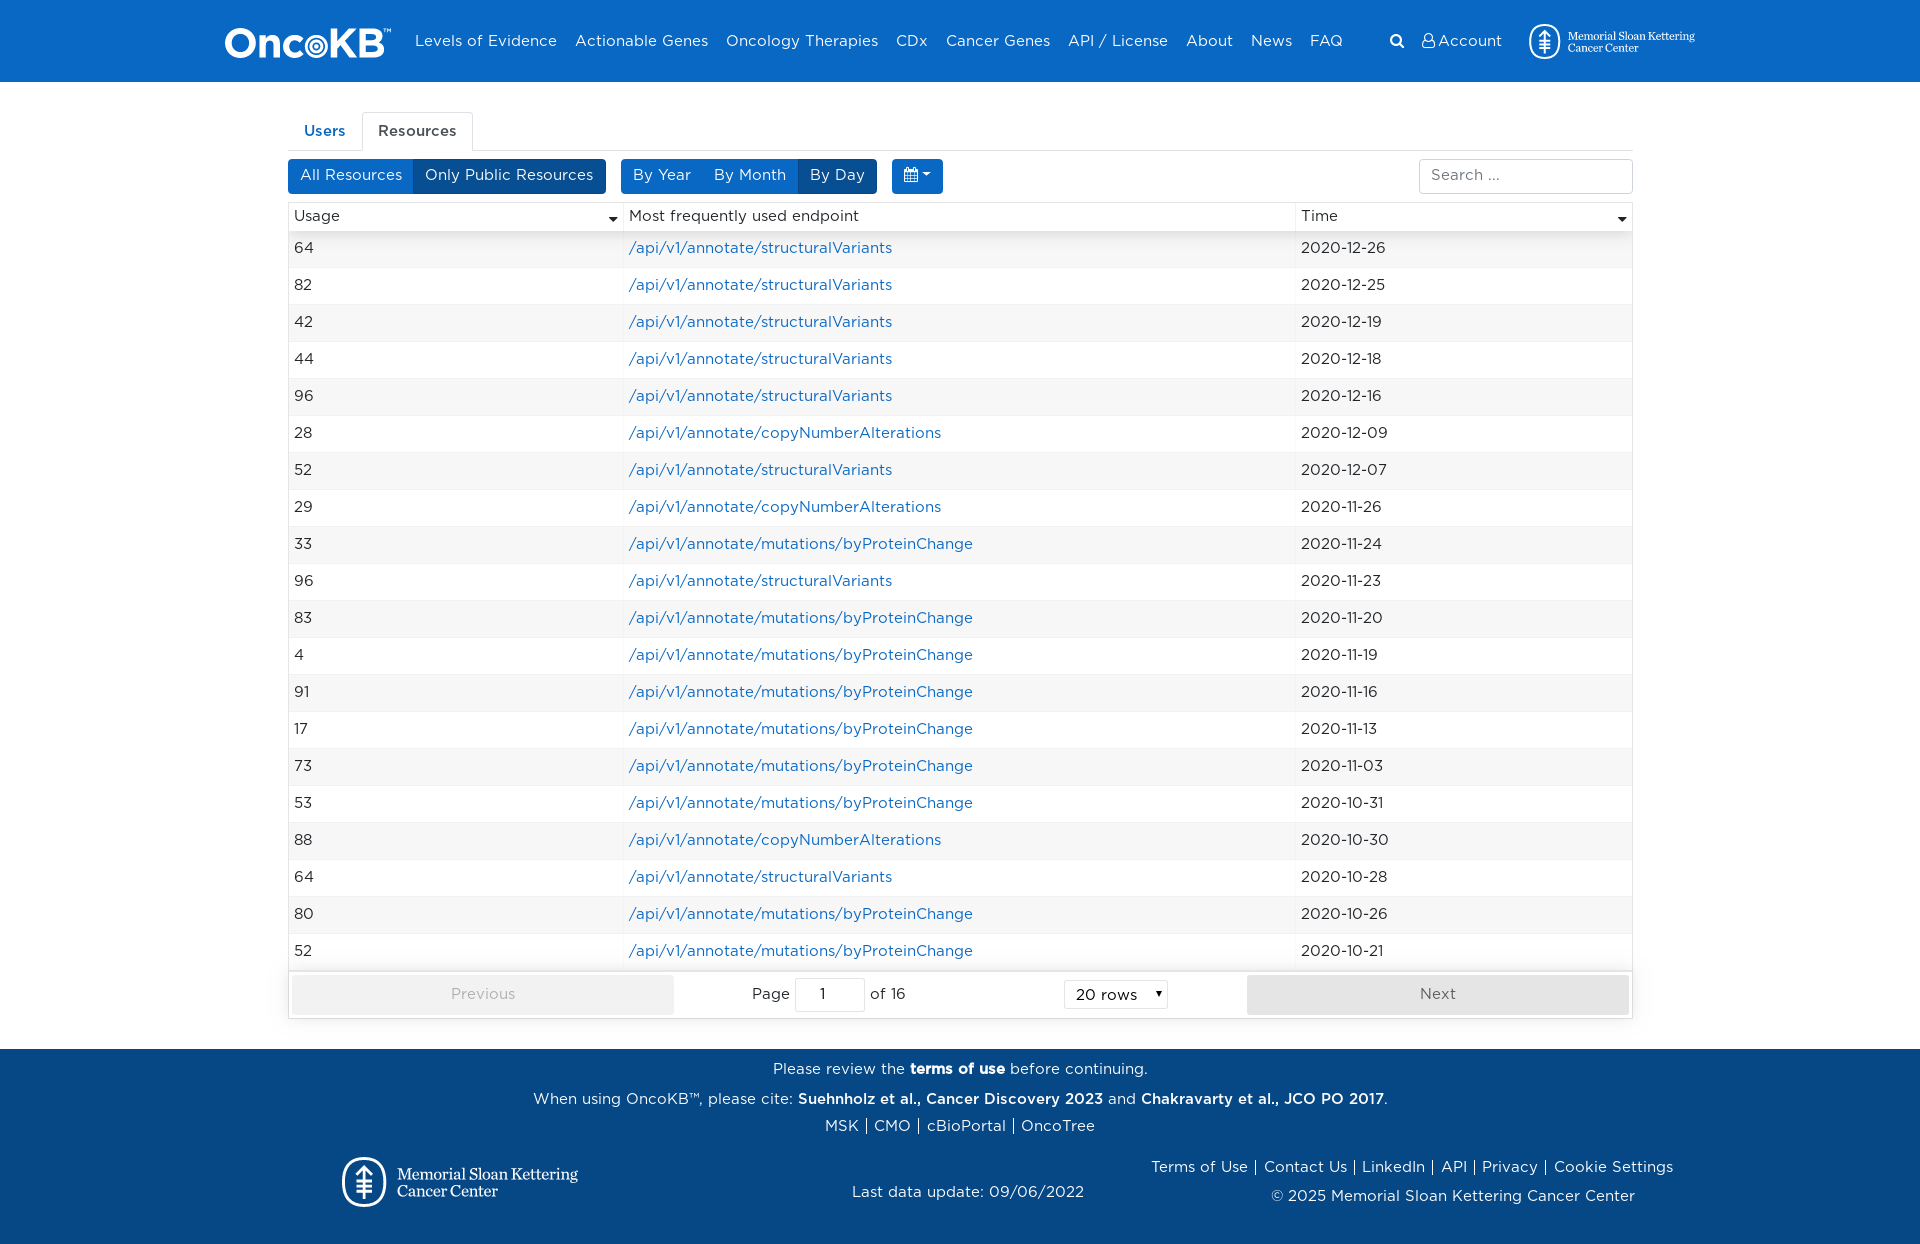 OncoKB™ Levels of Evidence Actionable Genes Oncology Therapies CDx Cancer Genes API / License About News FAQ Account Memorial Sloan Kettering Cancer Center
Users Resources
All Resources Only Public Resources By Year By Month By Day Search ...
Usage Most frequently used endpoint Time
64 /api/v1/annotate/structuralVariants 2020-12-26
82 /api/v1/annotate/structuralVariants 2020-12-25
42 /api/v1/annotate/structuralVariants 2020-12-19
44 /api/v1/annotate/structuralVariants 2020-12-18
96 /api/v1/annotate/structuralVariants 2020-12-16
28 /api/v1/annotate/copyNumberAlterations 2020-12-09
52 /api/v1/annotate/structuralVariants 2020-12-07
29 /api/v1/annotate/copyNumberAlterations 2020-11-26
33 /api/v1/annotate/mutations/byProteinChange 2020-11-24
96 /api/v1/annotate/structuralVariants 2020-11-23
83 /api/v1/annotate/mutations/byProteinChange 2020-11-20
4 /api/v1/annotate/mutations/byProteinChange 2020-11-19
91 /api/v1/annotate/mutations/byProteinChange 2020-11-16
17 /api/v1/annotate/mutations/byProteinChange 2020-11-13
73 /api/v1/annotate/mutations/byProteinChange 2020-11-03
53 /api/v1/annotate/mutations/byProteinChange 2020-10-31
88 /api/v1/annotate/copyNumberAlterations 2020-10-30
64 /api/v1/annotate/structuralVariants 2020-10-28
80 /api/v1/annotate/mutations/byProteinChange 2020-10-26
52 /api/v1/annotate/mutations/byProteinChange 2020-10-21
Previous Page 1 of 16 20 rows Next
Please review the terms of use before continuing.
When using OncoKB™, please cite: Suehnholz et al., Cancer Discovery 2023 and Chakravarty et al., JCO PO 2017.
MSK | CMO | cBioPortal | OncoTree
Memorial Sloan Kettering
Cancer Center
Last data update: 09/06/2022
Terms of Use | Contact Us | LinkedIn | API | Privacy | Cookie Settings
© 2025 Memorial Sloan Kettering Cancer Center